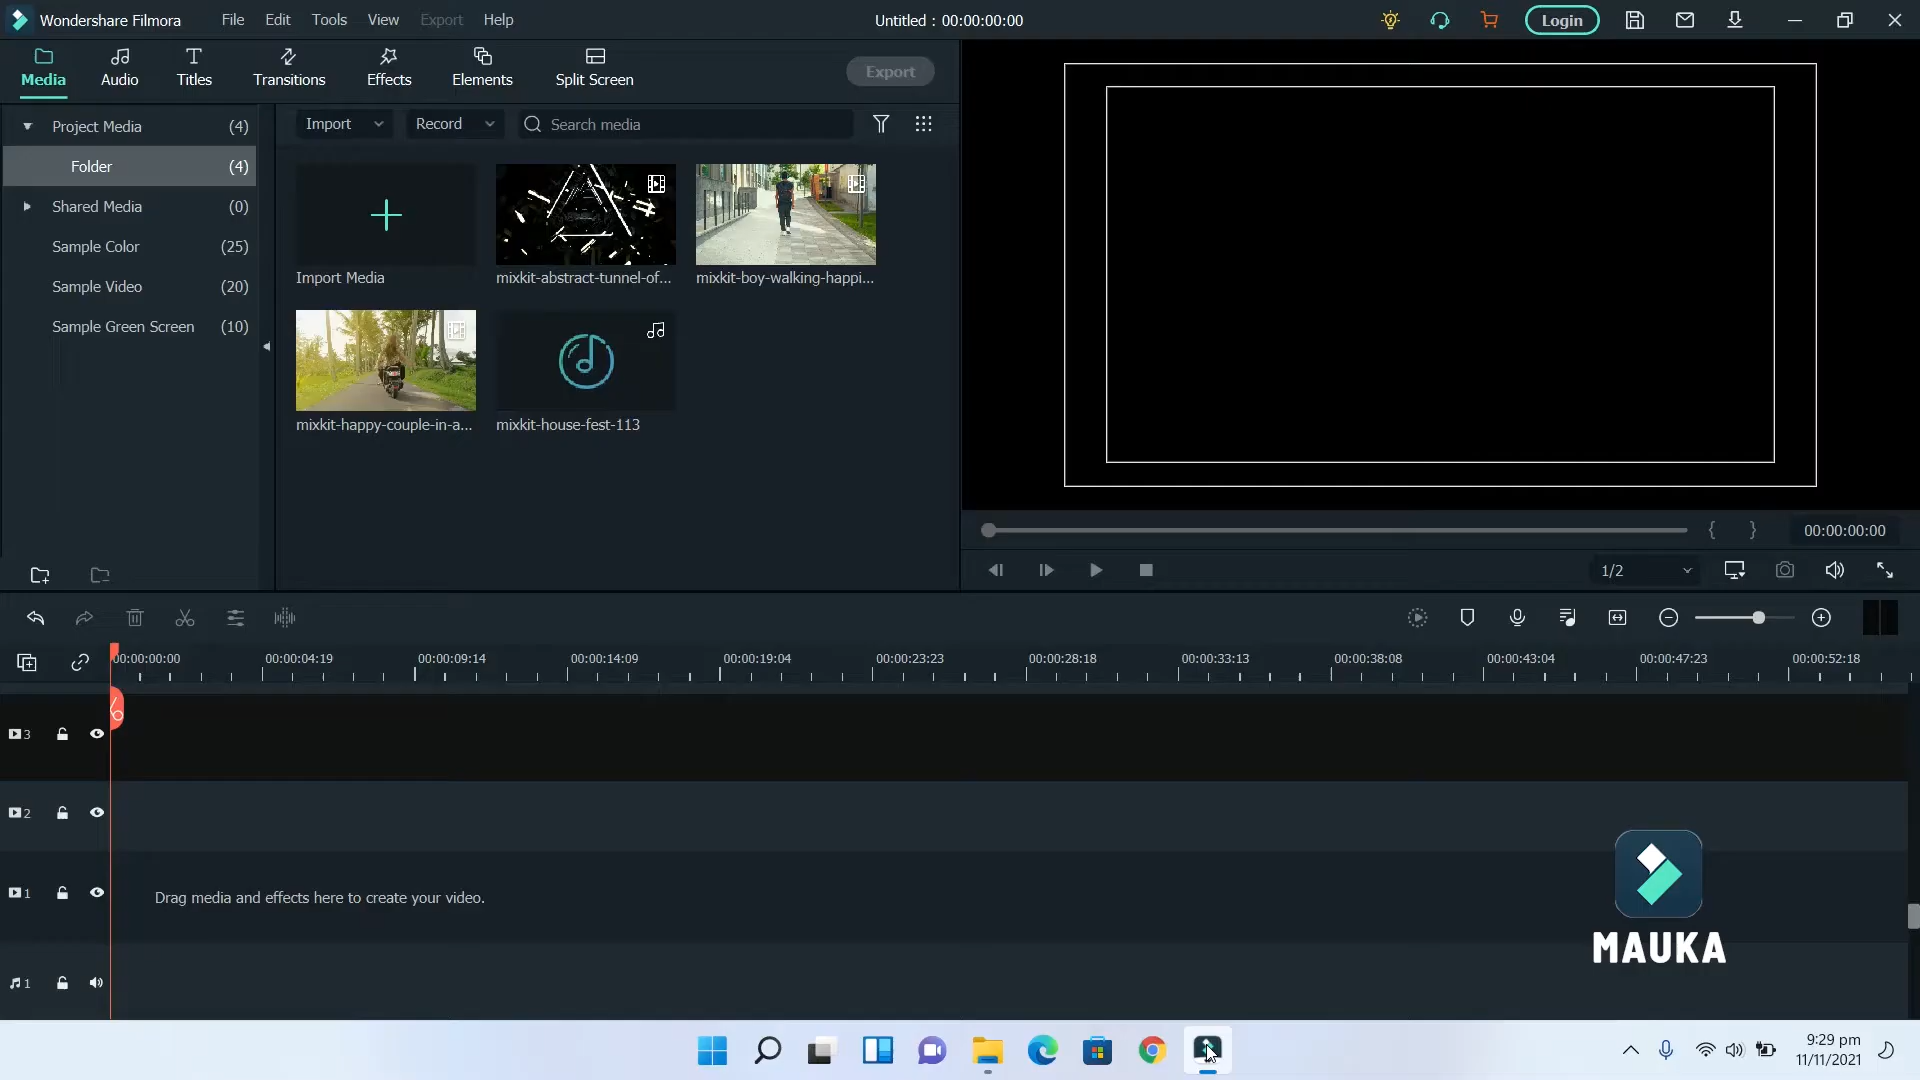 Wondershare Filmora File Edit Tools View Export Help Untitled : 00:00:00:00 Login
Media Audio Titles Transitions Effects Elements Split Screen Export
Project Media (4)
Folder (4)
Shared Media (0)
Sample Color (25)
Sample Video (20)
Sample Green Screen (10)
Import Record Search media
Import Media mixkit-abstract-tunnel-of... mixkit-boy-walking-happi...
mixkit-happy-couple-in-a... mixkit-house-fest-113
{ } 00:00:00:00
1/2
00:00:00:00 00:00:04:19 00:00:09:14 00:00:14:09 00:00:19:04 00:00:23:23 00:00:28:18 00:00:33:13 00:00:38:08 00:00:43:04 00:00:47:23 00:00:52:18
3
2
1 Drag media and effects here to create your video.
MAUKA
1
9:29 pm
11/11/2021